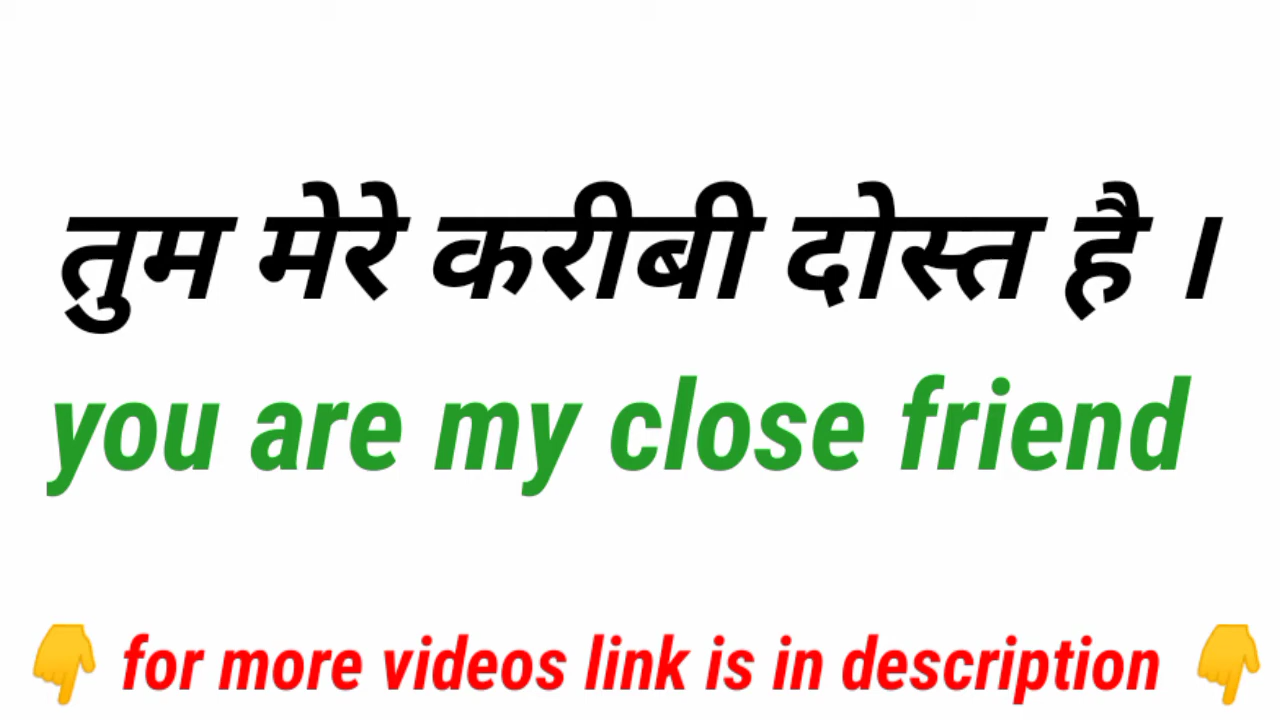 तुम मेरे करीबी दोस्त है ।
you are my close friend
👇 for more videos link is in description 👇